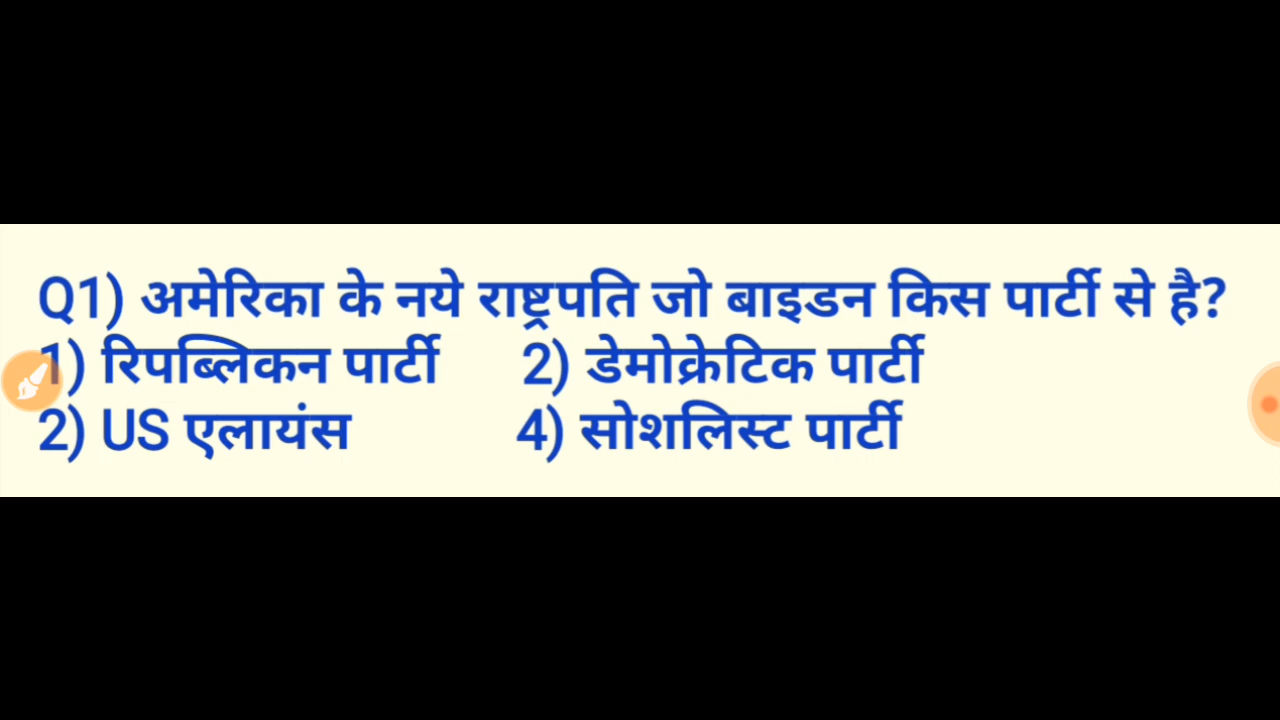 Q1) अमेरिका के नये राष्ट्रपति जो बाइडन किस पार्टी से है?
1) रिपब्लिकन पार्टी 2) डेमोक्रेटिक पार्टी
2) US एलायंस 4) सोशलिस्ट पार्टी